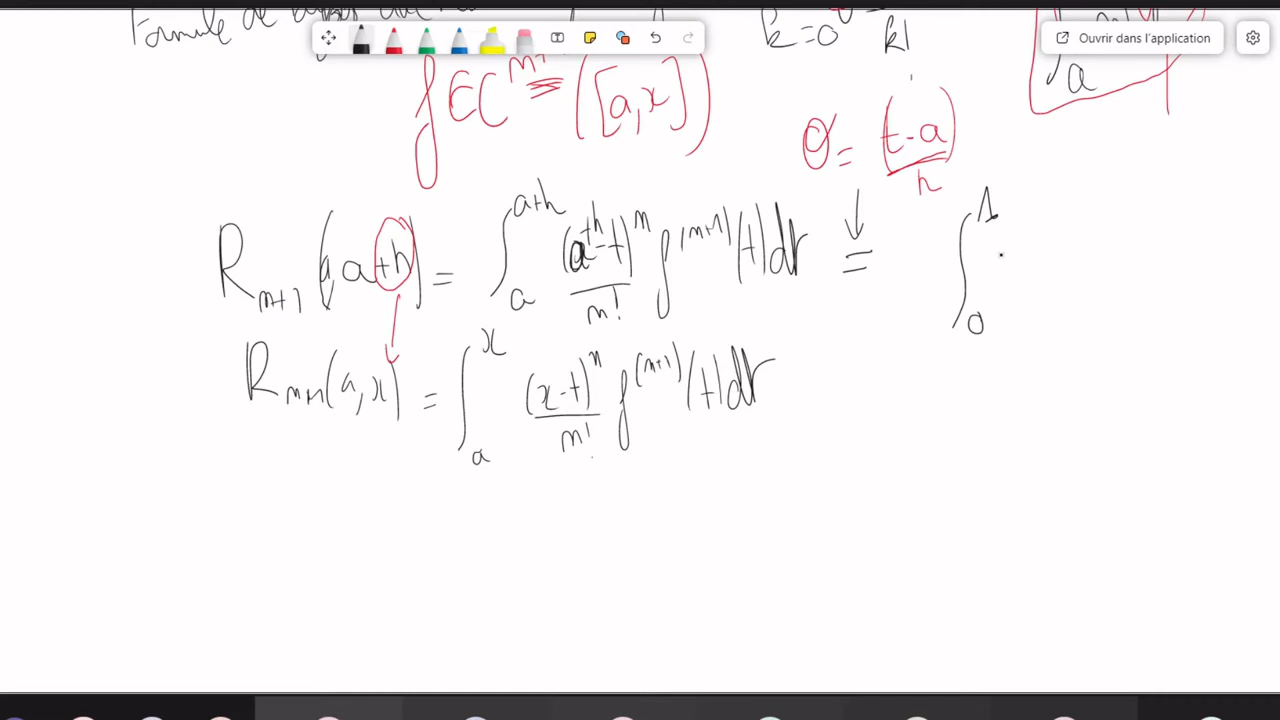 Formule de
k=0 k!
a
Ouvrir dans l'application
f ∈ C^{n+1} ([a,x])
θ = (t-a)/h
R_{n+1}(a, a+h) = ∫_a^{a+h} (a+h-t)^n/n! f^{(n+1)}(t)dt = ∫_0^1
R_{n+1}(a,x) = ∫_a^x (x-t)^n/n! f^{(n+1)}(t)dt